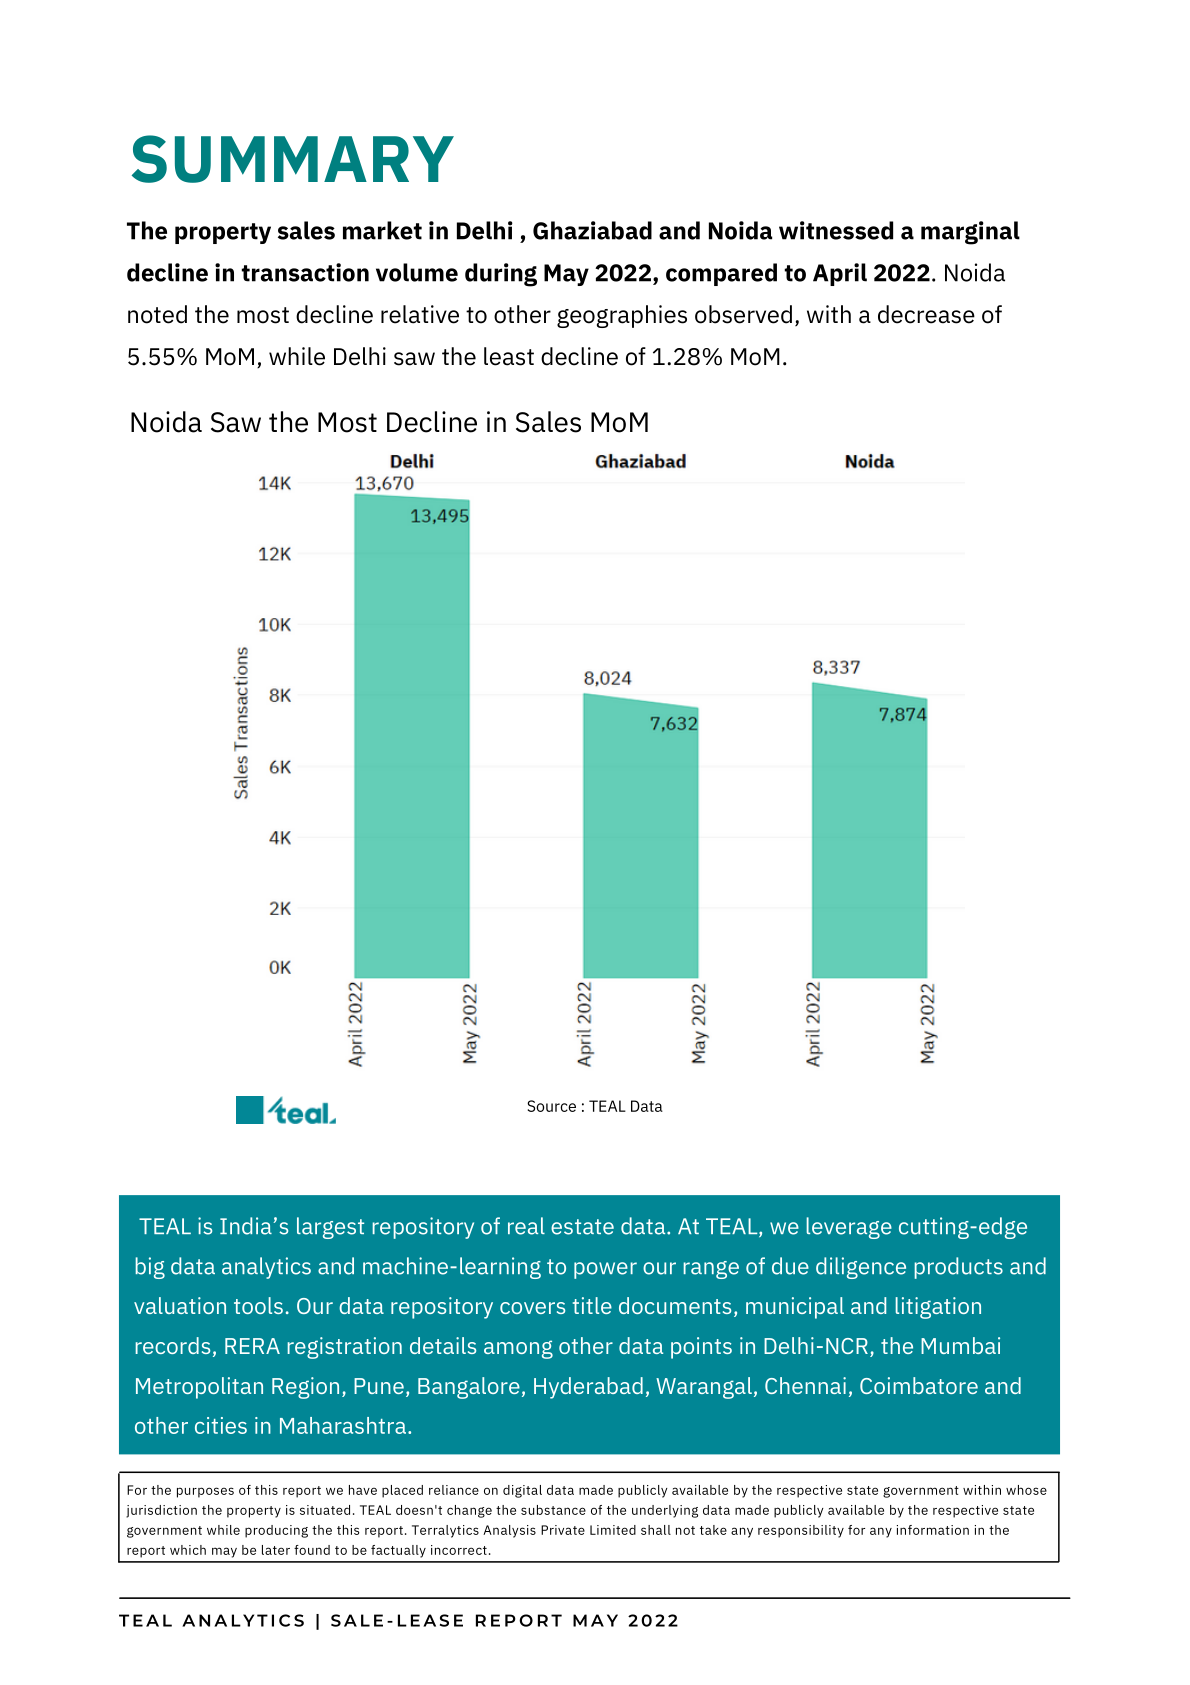 SUMMARY
The property sales market in Delhi , Ghaziabad and Noida witnessed a marginal
decline in transaction volume during May 2022, compared to April 2022. Noida
noted the most decline relative to other geographies observed, with a decrease of
5.55% MoM, while Delhi saw the least decline of 1.28% MoM.
Noida Saw the Most Decline in Sales MoM
Delhi Ghaziabad Noida
14K
13,670
13,495
12K
10K
8K
8,024
7,632
8,337
7,874
6K
4K
2K
0K
Sales Transactions
April 2022 May 2022 April 2022 May 2022 April 2022 May 2022
teal.
Source : TEAL Data
TEAL is India’s largest repository of real estate data. At TEAL, we leverage cutting-edge
big data analytics and machine-learning to power our range of due diligence products and
valuation tools. Our data repository covers title documents, municipal and litigation
records, RERA registration details among other data points in Delhi-NCR, the Mumbai
Metropolitan Region, Pune, Bangalore, Hyderabad, Warangal, Chennai, Coimbatore and
other cities in Maharashtra.
For the purposes of this report we have placed reliance on digital data made publicly available by the respective state government within whose
jurisdiction the property is situated. TEAL doesn't change the substance of the underlying data made publicly available by the respective state
government while producing the this report. Terralytics Analysis Private Limited shall not take any responsibility for any information in the
report which may be later found to be factually incorrect.
TEAL ANALYTICS | SALE-LEASE REPORT MAY 2022